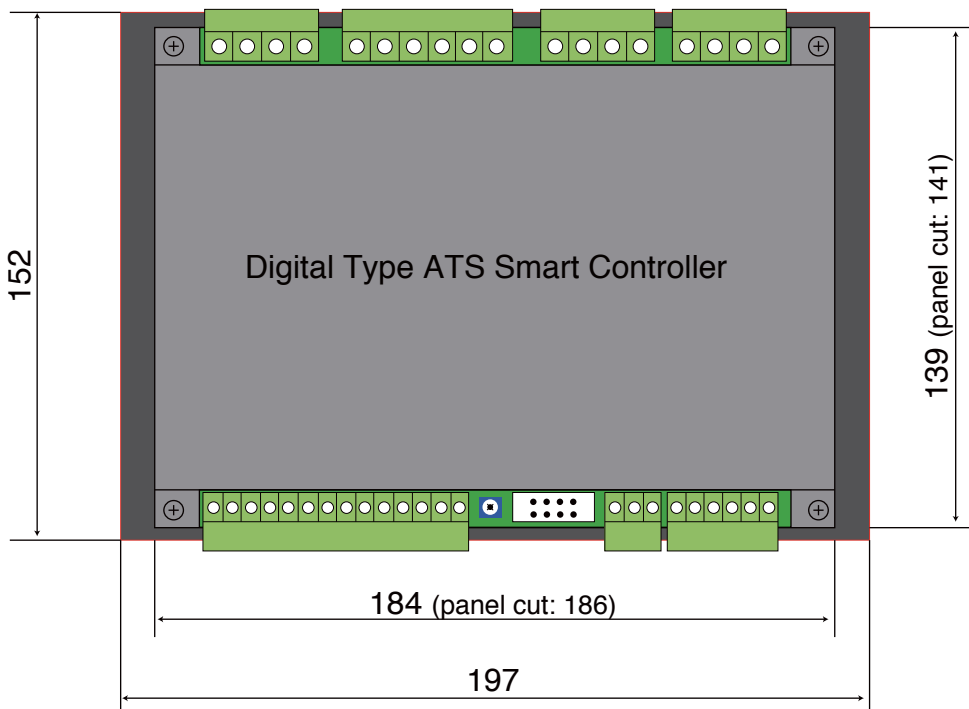 152
Digital Type ATS Smart Controller
139 (panel cut: 141)
184 (panel cut: 186)
197